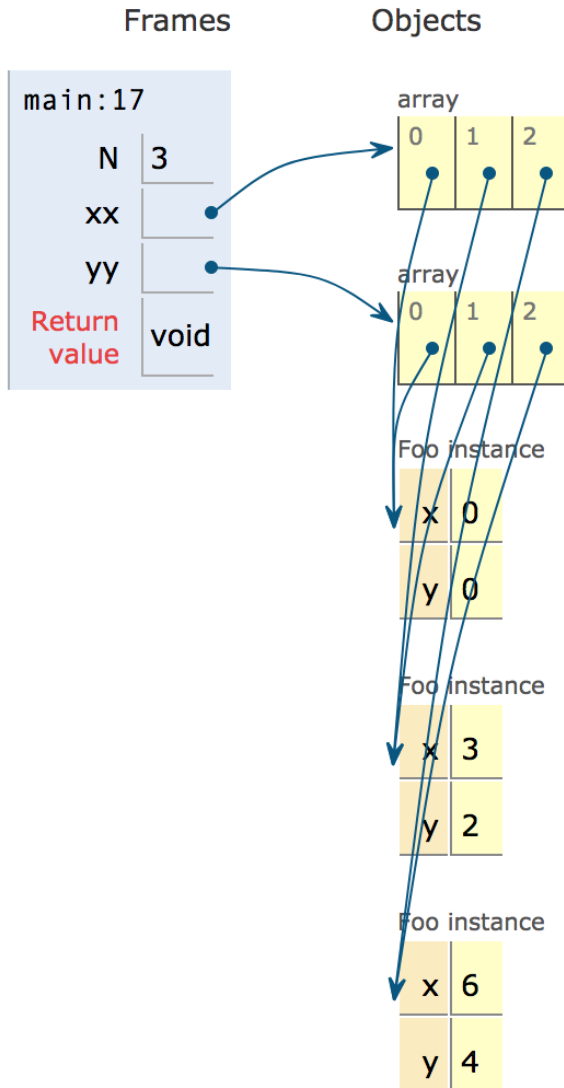 Frames
Objects
main:17
N 3
xx
yy
Return value void
array
0 1 2
array
0 1 2
Foo instance
x 0
y 0
Foo instance
x 3
y 2
Foo instance
x 6
y 4